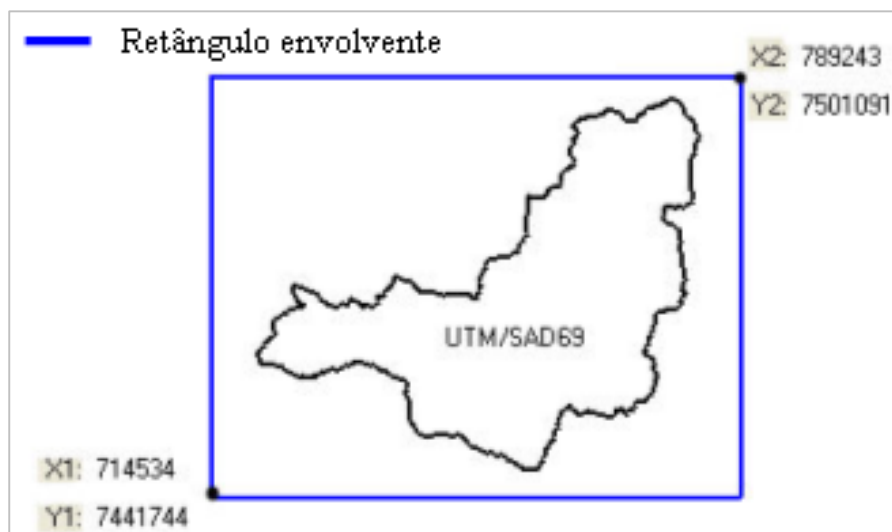 Retângulo envolvente
X2: 789243
Y2: 7501091
UTM/SAD69
X1: 714534
Y1: 7441744